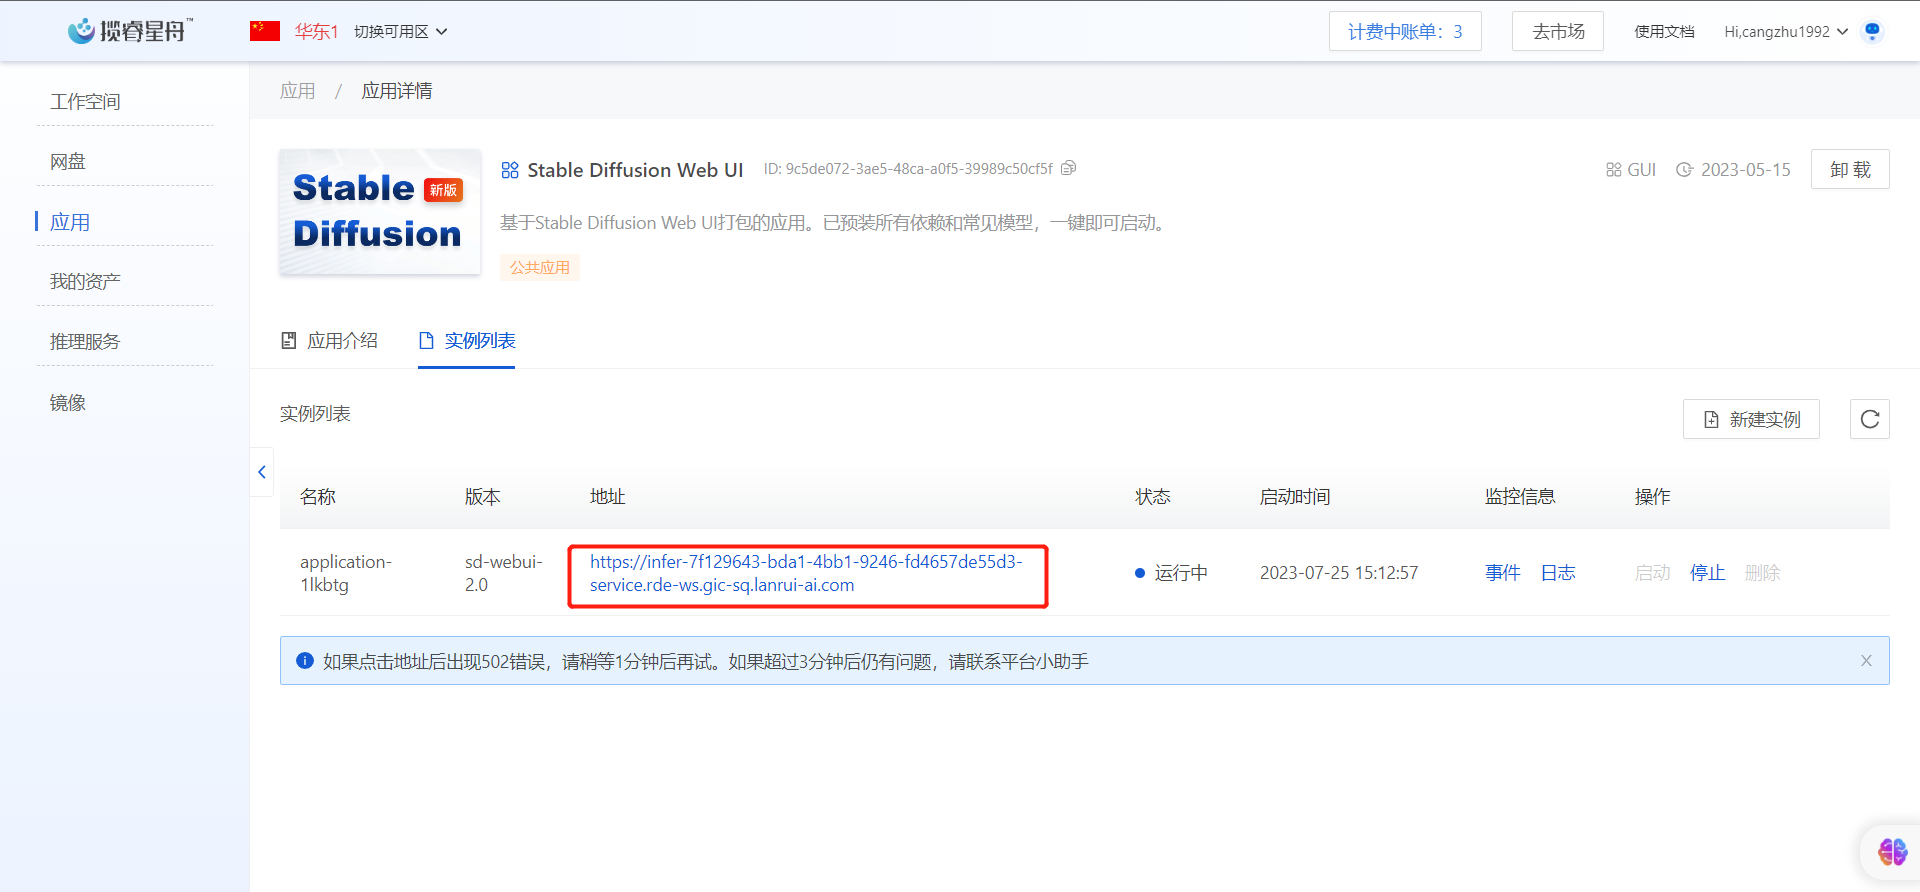 揽睿星舟™
华东1
切换可用区
计费中账单：3
去市场
使用文档
Hi,cangzhu1992
工作空间
网盘
应用
我的资产
推理服务
镜像
应用 / 应用详情
Stable 新版
Diffusion
Stable Diffusion Web UI
ID: 9c5de072-3ae5-48ca-a0f5-39989c50cf5f
GUI
2023-05-15
卸 载
基于Stable Diffusion Web UI打包的应用。已预装所有依赖和常见模型，一键即可启动。
公共应用
应用介绍
实例列表
实例列表
新建实例
名称 版本 地址 状态 启动时间 监控信息 操作
application-
1lkbtg
sd-webui-
2.0
https://infer-7f129643-bda1-4bb1-9246-fd4657de55d3-
service.rde-ws.gic-sq.lanrui-ai.com
运行中
2023-07-25 15:12:57
事件 日志
启动 停止 删除
如果点击地址后出现502错误，请稍等1分钟后再试。如果超过3分钟后仍有问题，请联系平台小助手